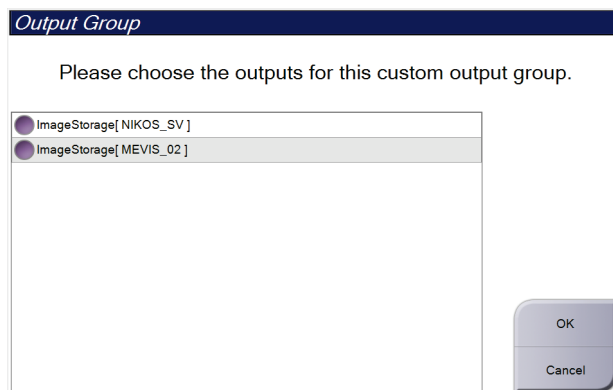 Output Group
Please choose the outputs for this custom output group.
ImageStorage[ NIKOS_SV ]
ImageStorage[ MEVIS_02 ]
OK
Cancel